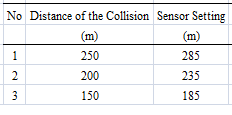 No Distance of the Collision Sensor Setting
(m) (m)
1 250 285
2 200 235
3 150 185